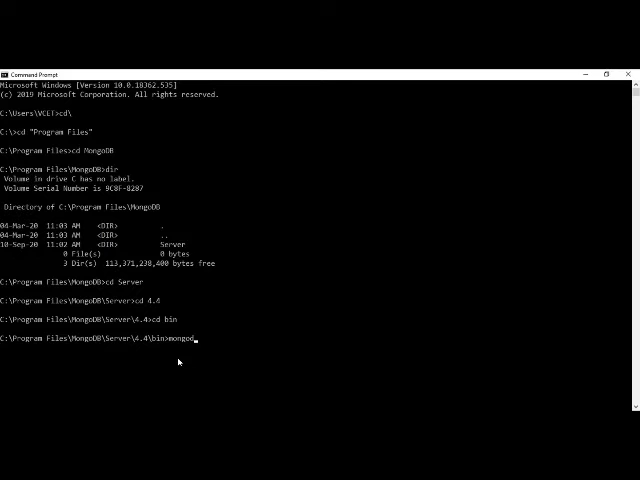 Command Prompt
Microsoft Windows [Version 10.0.18362.535]
(c) 2019 Microsoft Corporation. All rights reserved.
C:\Users\VCET>cd\
C:\>cd "Program Files"
C:\Program Files>cd MongoDB
C:\Program Files\MongoDB>dir
Volume in drive C has no label.
Volume Serial Number is 9C8F-8287
Directory of C:\Program Files\MongoDB
04-Mar-20 11:03 AM <DIR> .
04-Mar-20 11:03 AM <DIR> ..
10-Sep-20 11:02 AM <DIR> Server
0 File(s) 0 bytes
3 Dir(s) 113,371,238,400 bytes free
C:\Program Files\MongoDB>cd Server
C:\Program Files\MongoDB\Server>cd 4.4
C:\Program Files\MongoDB\Server\4.4>cd bin
C:\Program Files\MongoDB\Server\4.4\bin>mongod